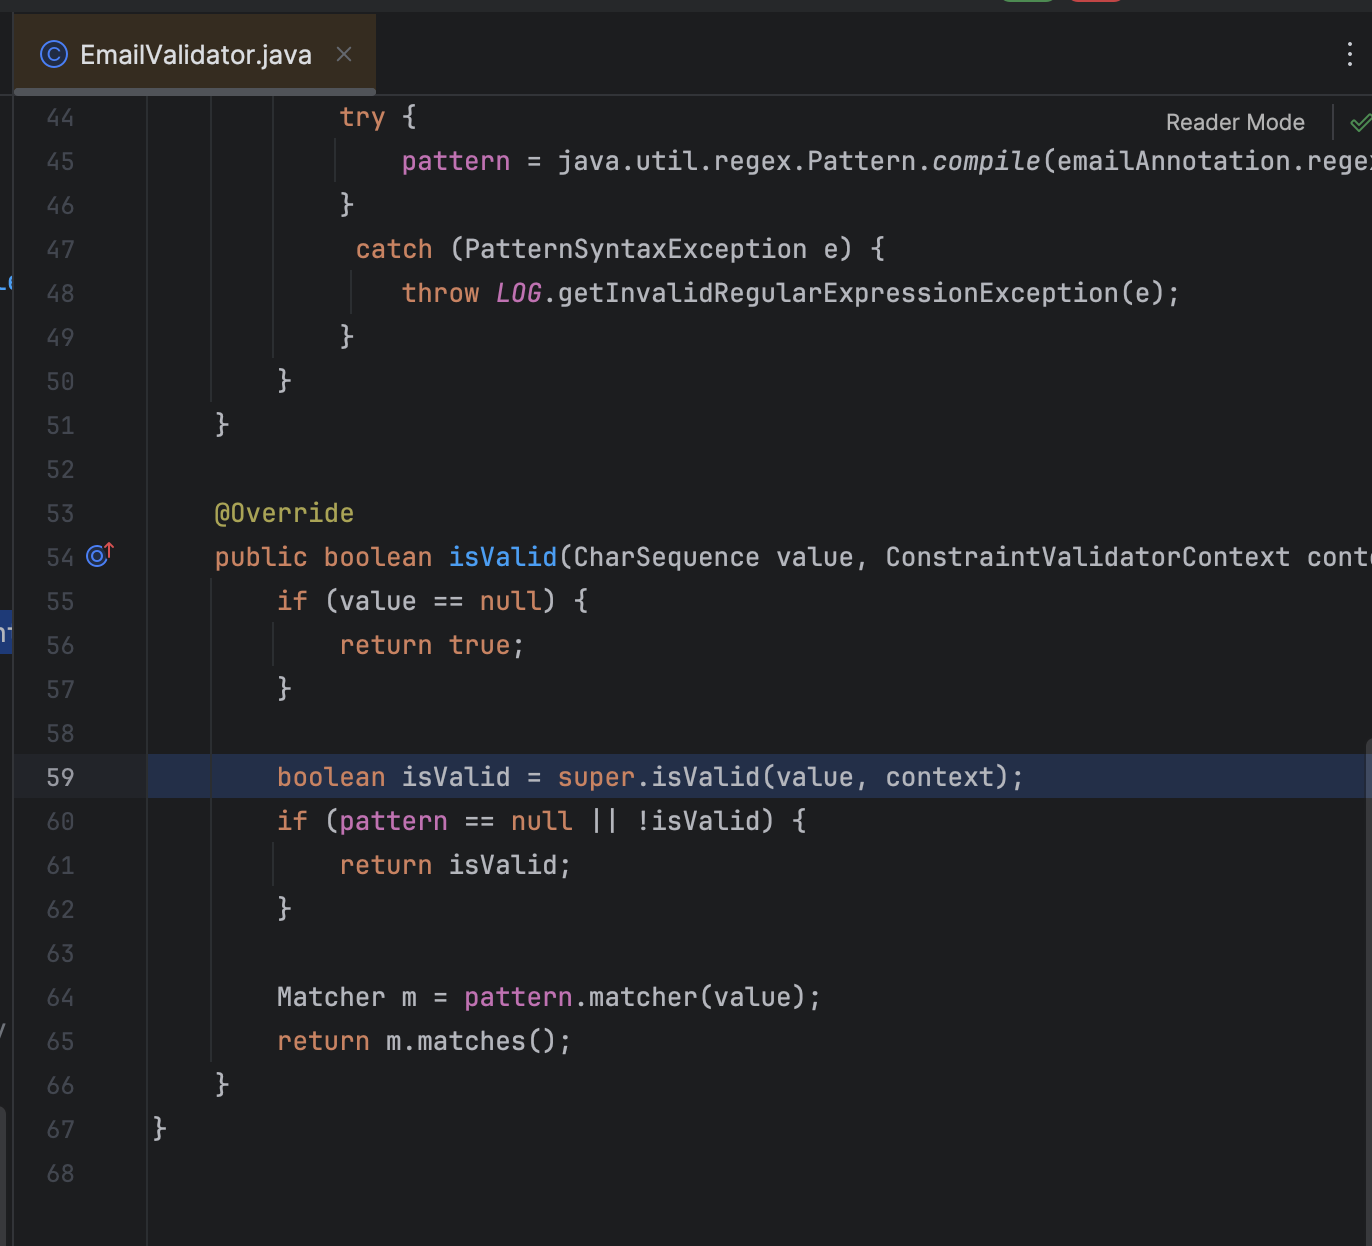 EmailValidator.java
Reader Mode
44 try {
45 pattern = java.util.regex.Pattern.compile(emailAnnotation.rege
46 }
47 catch (PatternSyntaxException e) {
48 throw LOG.getInvalidRegularExpressionException(e);
49 }
50 }
51 }
52
53 @Override
54 public boolean isValid(CharSequence value, ConstraintValidatorContext cont
55 if (value == null) {
56 return true;
57 }
58
59 boolean isValid = super.isValid(value, context);
60 if (pattern == null || !isValid) {
61 return isValid;
62 }
63
64 Matcher m = pattern.matcher(value);
65 return m.matches();
66 }
67 }
68